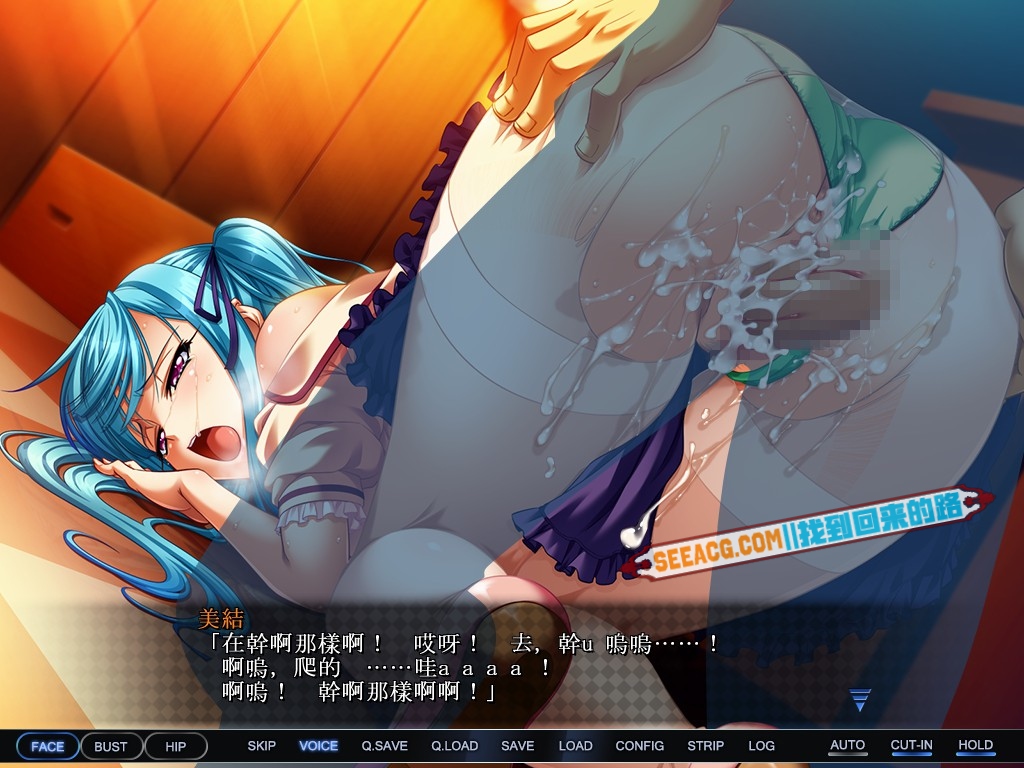 SEEACG.COM||找到回来的路
美結
「在幹啊那樣啊！　哎呀！　去，幹u 嗚嗚……！
啊嗚，爬的　……哇a a a a ！
啊嗚！　幹啊那樣啊啊！」
FACE BUST HIP SKIP VOICE Q.SAVE Q.LOAD SAVE LOAD CONFIG STRIP LOG AUTO CUT-IN HOLD